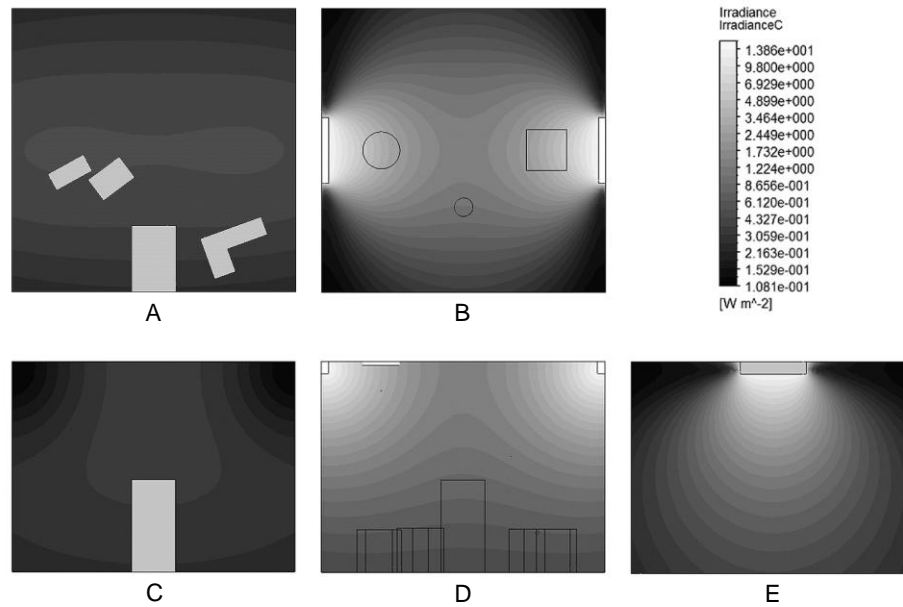 Irradiance
IrradianceC
1.386e+001
9.800e+000
6.929e+000
4.899e+000
3.464e+000
2.449e+000
1.732e+000
1.224e+000
8.656e-001
6.120e-001
4.327e-001
3.059e-001
2.163e-001
1.529e-001
1.081e-001
[W m^-2]
A
B
C
D
E